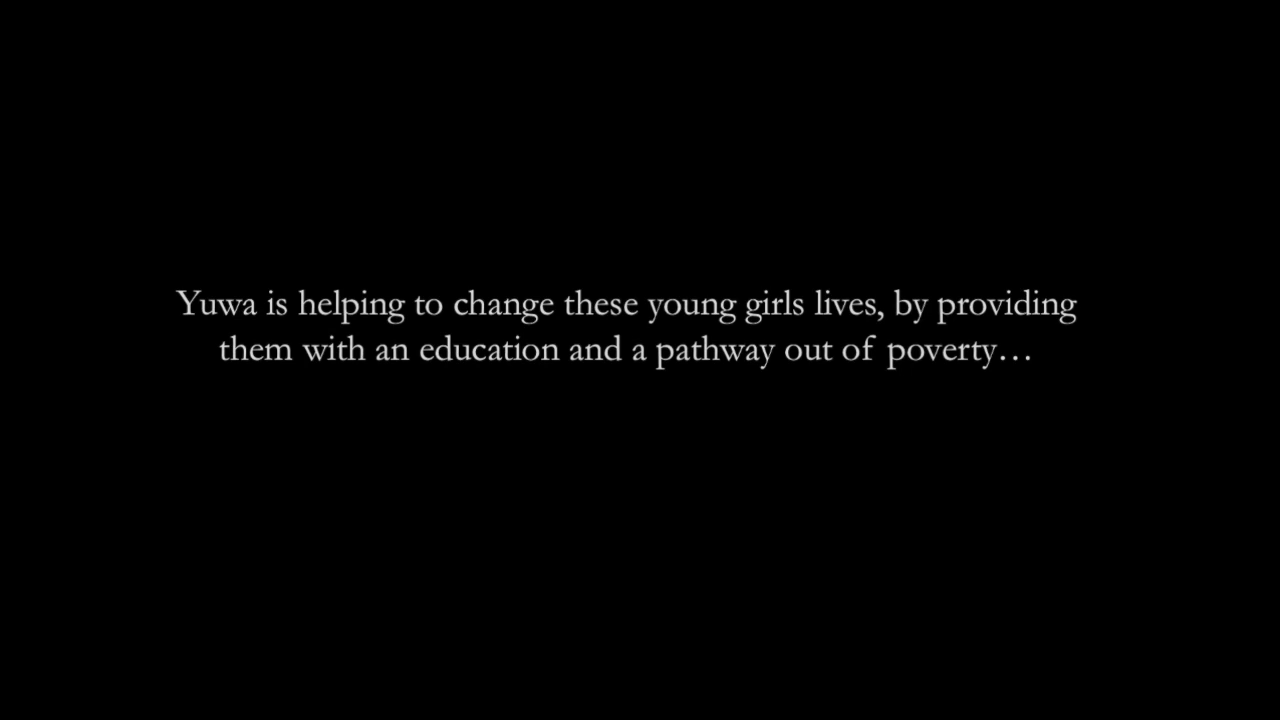 Yuwa is helping to change these young girls lives, by providing
them with an education and a pathway out of poverty…